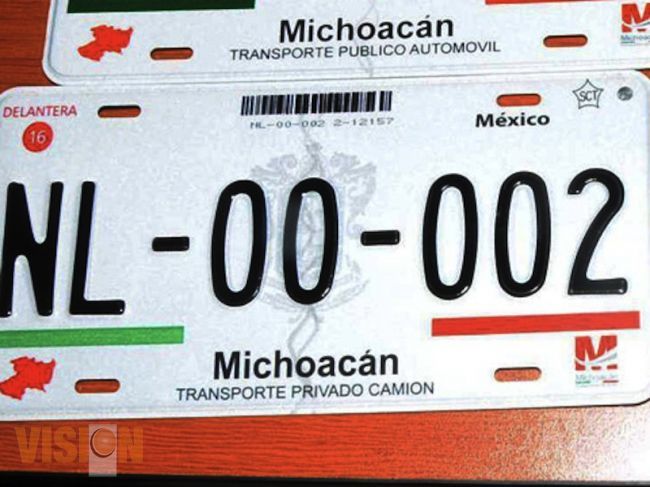 Michoacán
TRANSPORTE PUBLICO AUTOMOVIL
DELANTERA
16
NL-00-002 2-12157
México
SCT
NL-00-002
Michoacán
TRANSPORTE PRIVADO CAMION
M
Michoacán
VISION